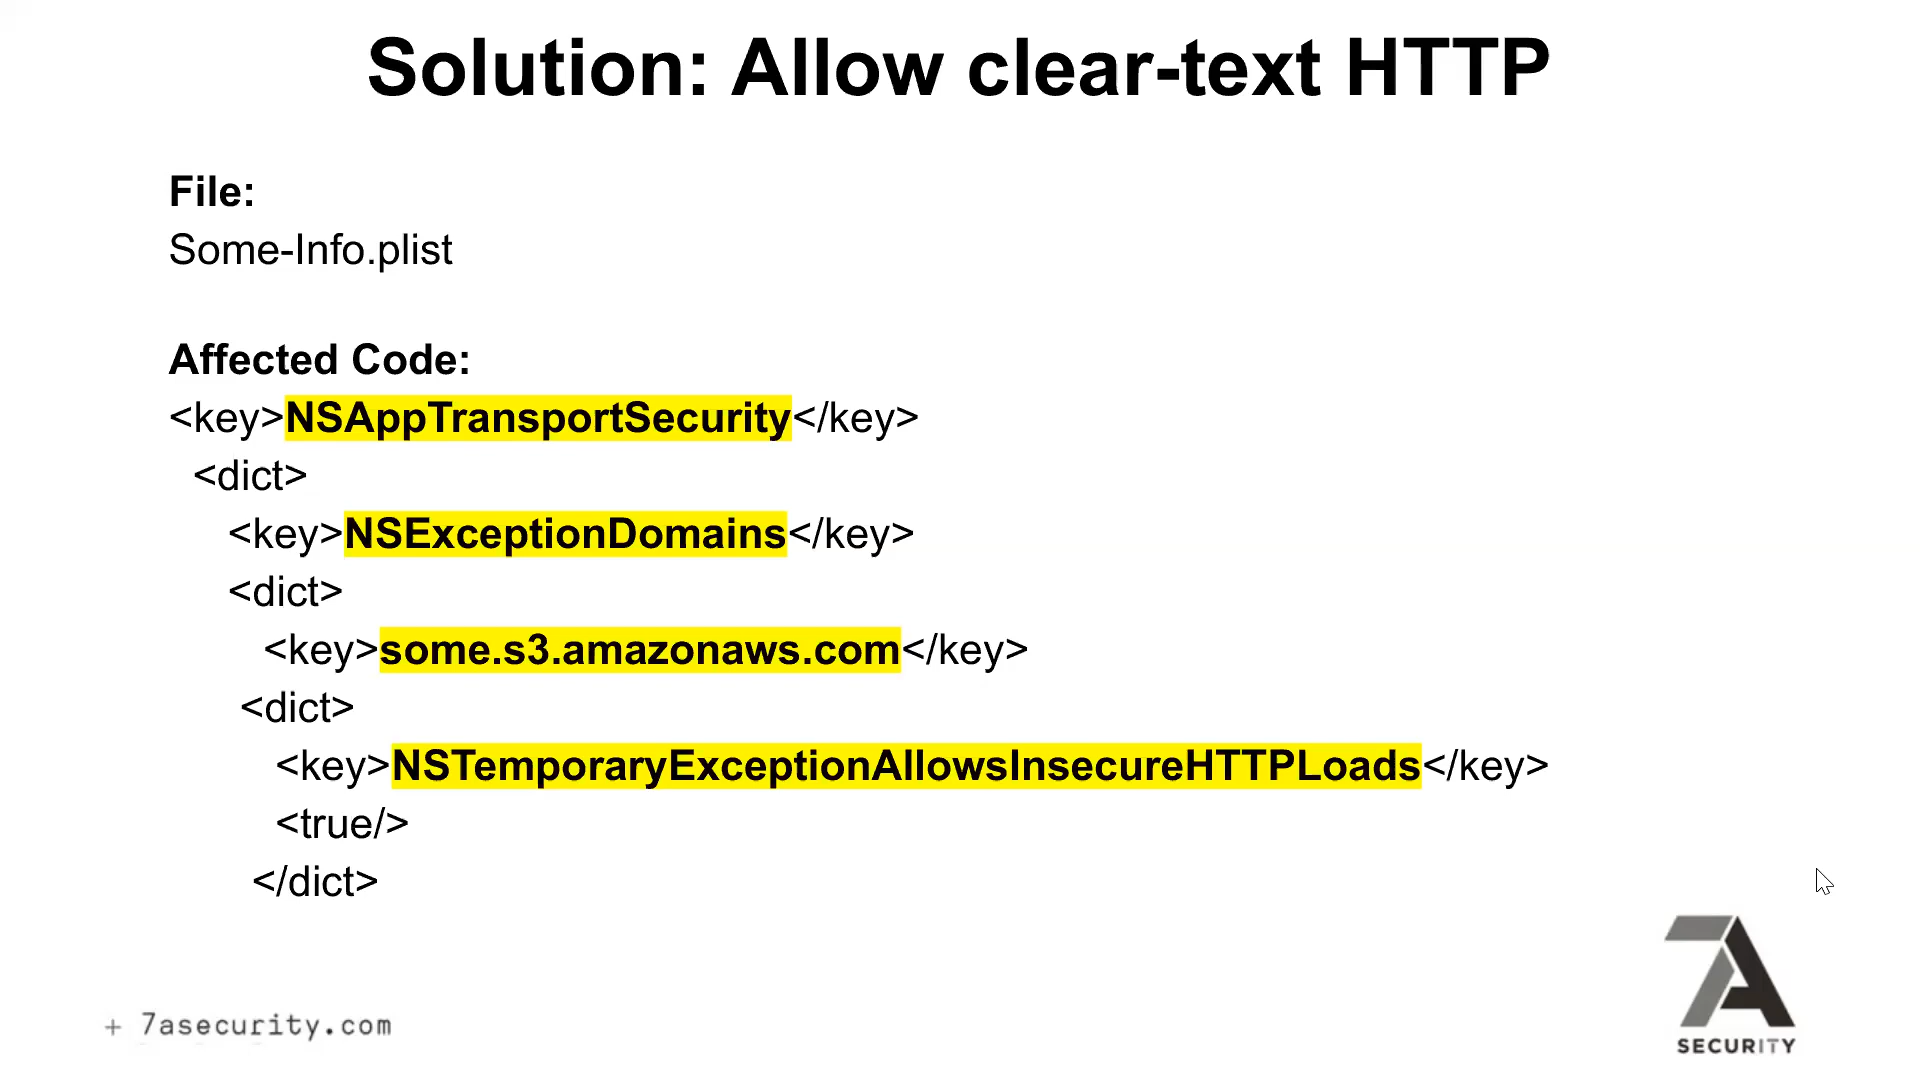 Solution: Allow clear-text HTTP
File:
Some-Info.plist
Affected Code:
<key>NSAppTransportSecurity</key>
<dict>
<key>NSExceptionDomains</key>
<dict>
<key>some.s3.amazonaws.com</key>
<dict>
<key>NSTemporaryExceptionAllowsInsecureHTTPLoads</key>
<true/>
</dict>
+ 7asecurity.com
7A
SECURITY